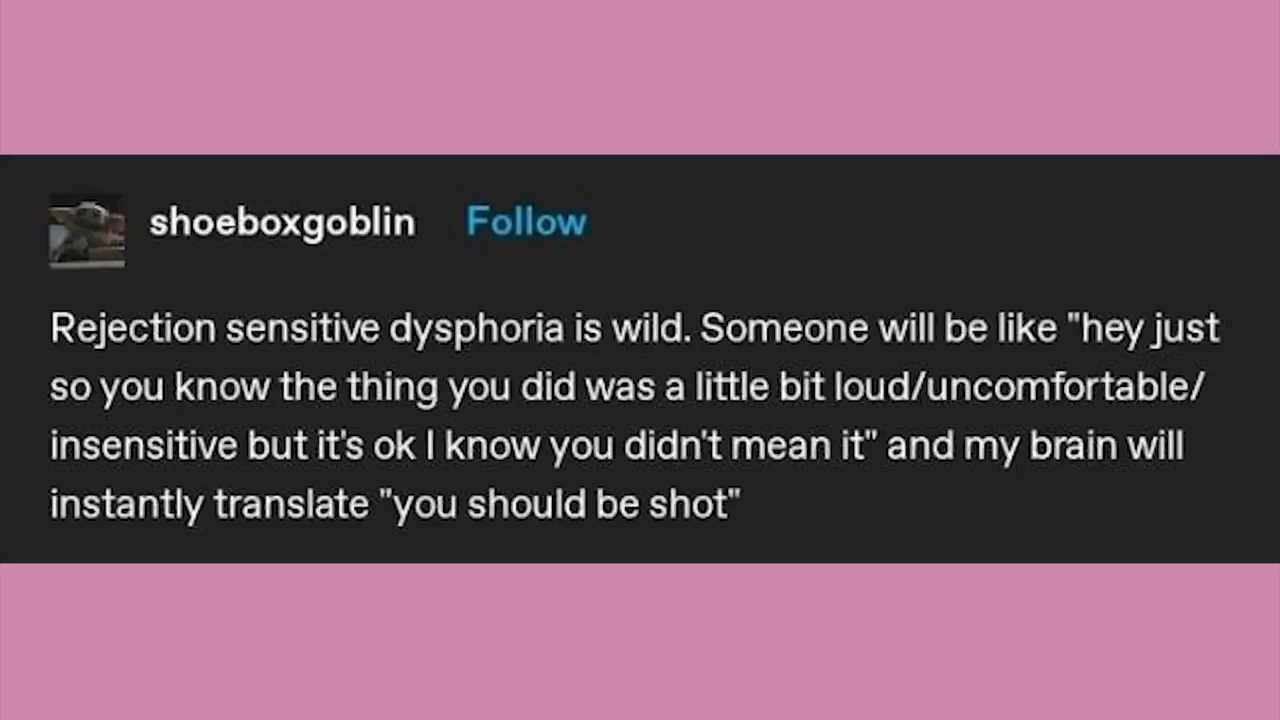 shoeboxgoblin Follow
Rejection sensitive dysphoria is wild. Someone will be like "hey just
so you know the thing you did was a little bit loud/uncomfortable/
insensitive but it's ok I know you didn't mean it" and my brain will
instantly translate "you should be shot"